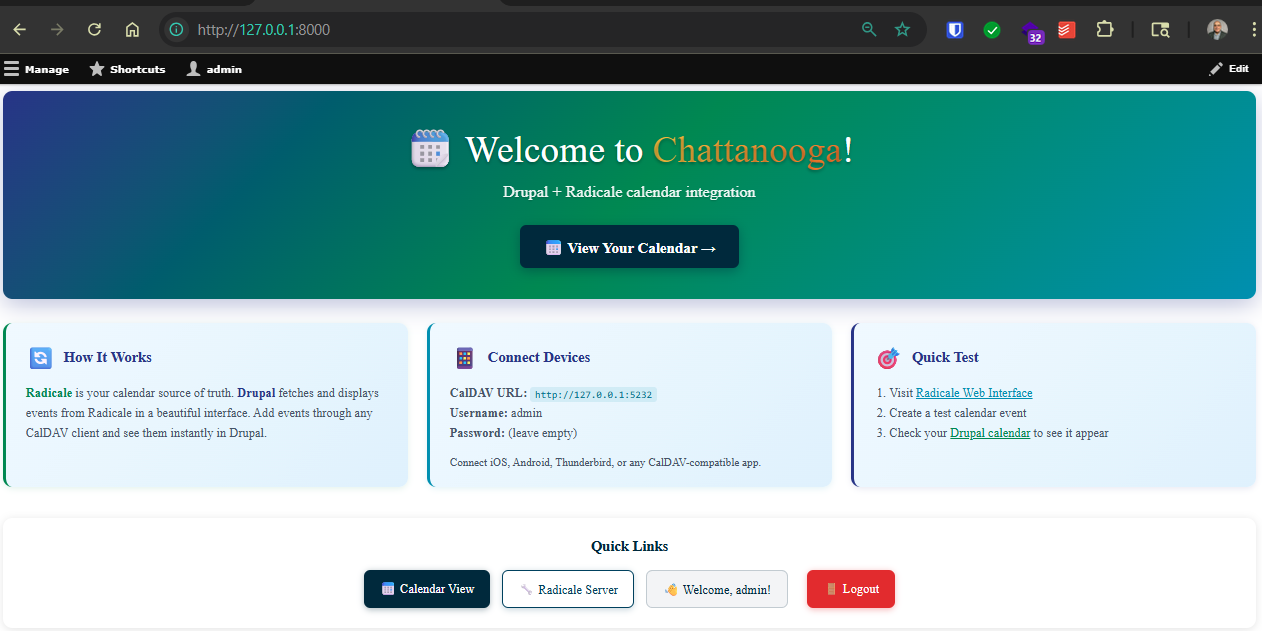 http://127.0.0.1:8000
32
Manage
Shortcuts
admin
Edit
Welcome to Chattanooga!
Drupal + Radicale calendar integration
View Your Calendar →
How It Works
Radicale is your calendar source of truth. Drupal fetches and displays
events from Radicale in a beautiful interface. Add events through any
CalDAV client and see them instantly in Drupal.
Connect Devices
CalDAV URL: http://127.0.0.1:5232
Username: admin
Password: (leave empty)
Connect iOS, Android, Thunderbird, or any CalDAV-compatible app.
Quick Test
1. Visit Radicale Web Interface
2. Create a test calendar event
3. Check your Drupal calendar to see it appear
Quick Links
Calendar View
Radicale Server
Welcome, admin!
Logout